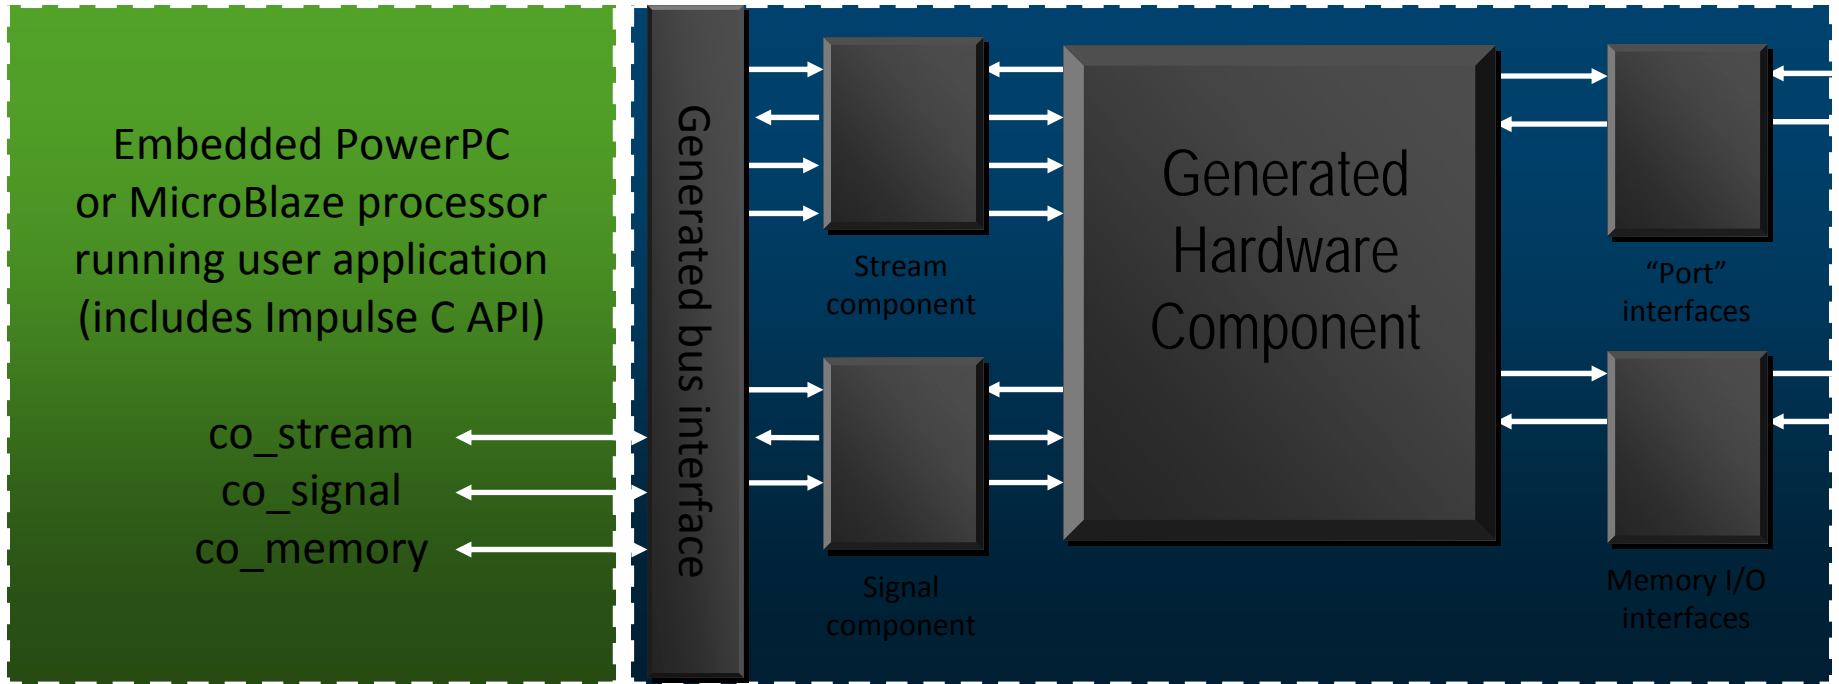 Embedded PowerPC
or MicroBlaze processor
running user application
(includes Impulse C API)
co_stream
co_signal
co_memory
Generated bus interface
Stream
component
Signal
component
Generated
Hardware
Component
“Port”
interfaces
Memory I/O
interfaces